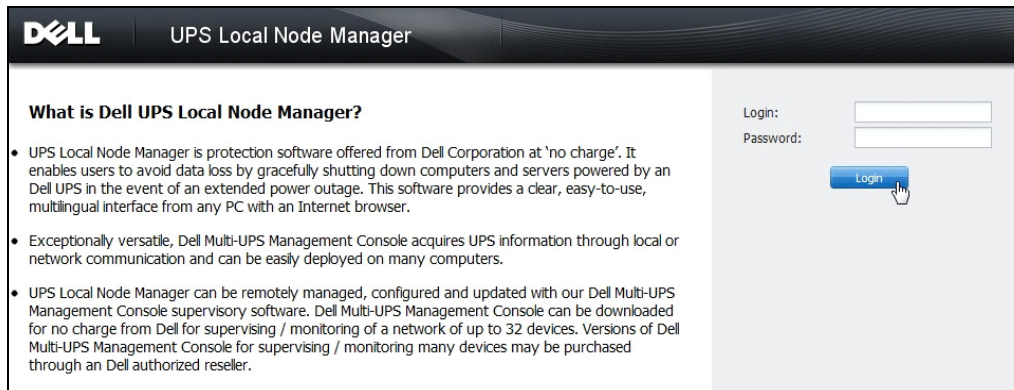 DELL
UPS Local Node Manager
What is Dell UPS Local Node Manager?
• UPS Local Node Manager is protection software offered from Dell Corporation at ‘no charge’. It
enables users to avoid data loss by gracefully shutting down computers and servers powered by an
Dell UPS in the event of an extended power outage. This software provides a clear, easy-to-use,
multilingual interface from any PC with an Internet browser.
• Exceptionally versatile, Dell Multi-UPS Management Console acquires UPS information through local or
network communication and can be easily deployed on many computers.
• UPS Local Node Manager can be remotely managed, configured and updated with our Dell Multi-UPS
Management Console supervisory software. Dell Multi-UPS Management Console can be downloaded
for no charge from Dell for supervising / monitoring of a network of up to 32 devices. Versions of Dell
Multi-UPS Management Console for supervising / monitoring many devices may be purchased
through an Dell authorized reseller.
Login:
Password:
Login